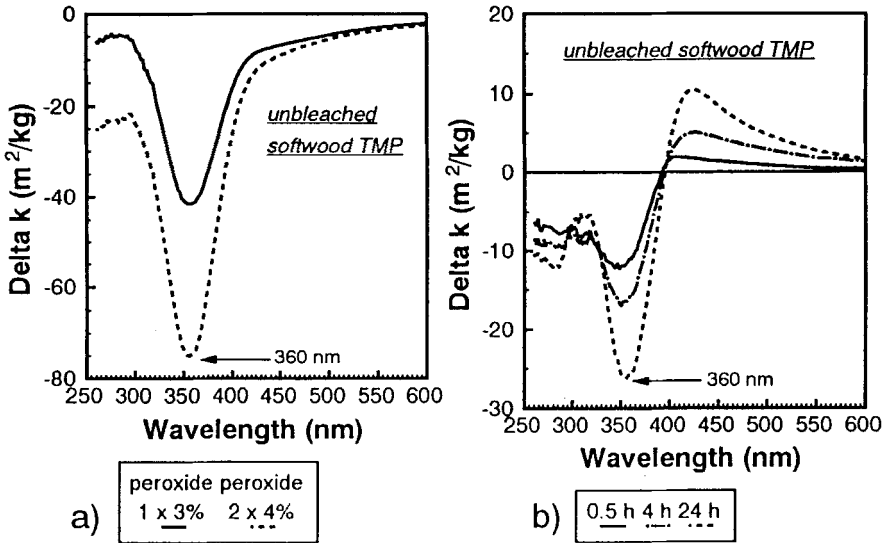 0
-20
-40
-60
-80
Delta k (m²/kg)
unbleached
softwood TMP
360 nm
250 300 350 400 450 500 550 600
Wavelength (nm)
peroxide peroxide
1 x 3% 2 x 4%
a)
20
10
0
-10
-20
-30
Delta k (m²/kg)
unbleached softwood TMP
360 nm
250 300 350 400 450 500 550 600
Wavelength (nm)
0.5 h 4 h 24 h
b)